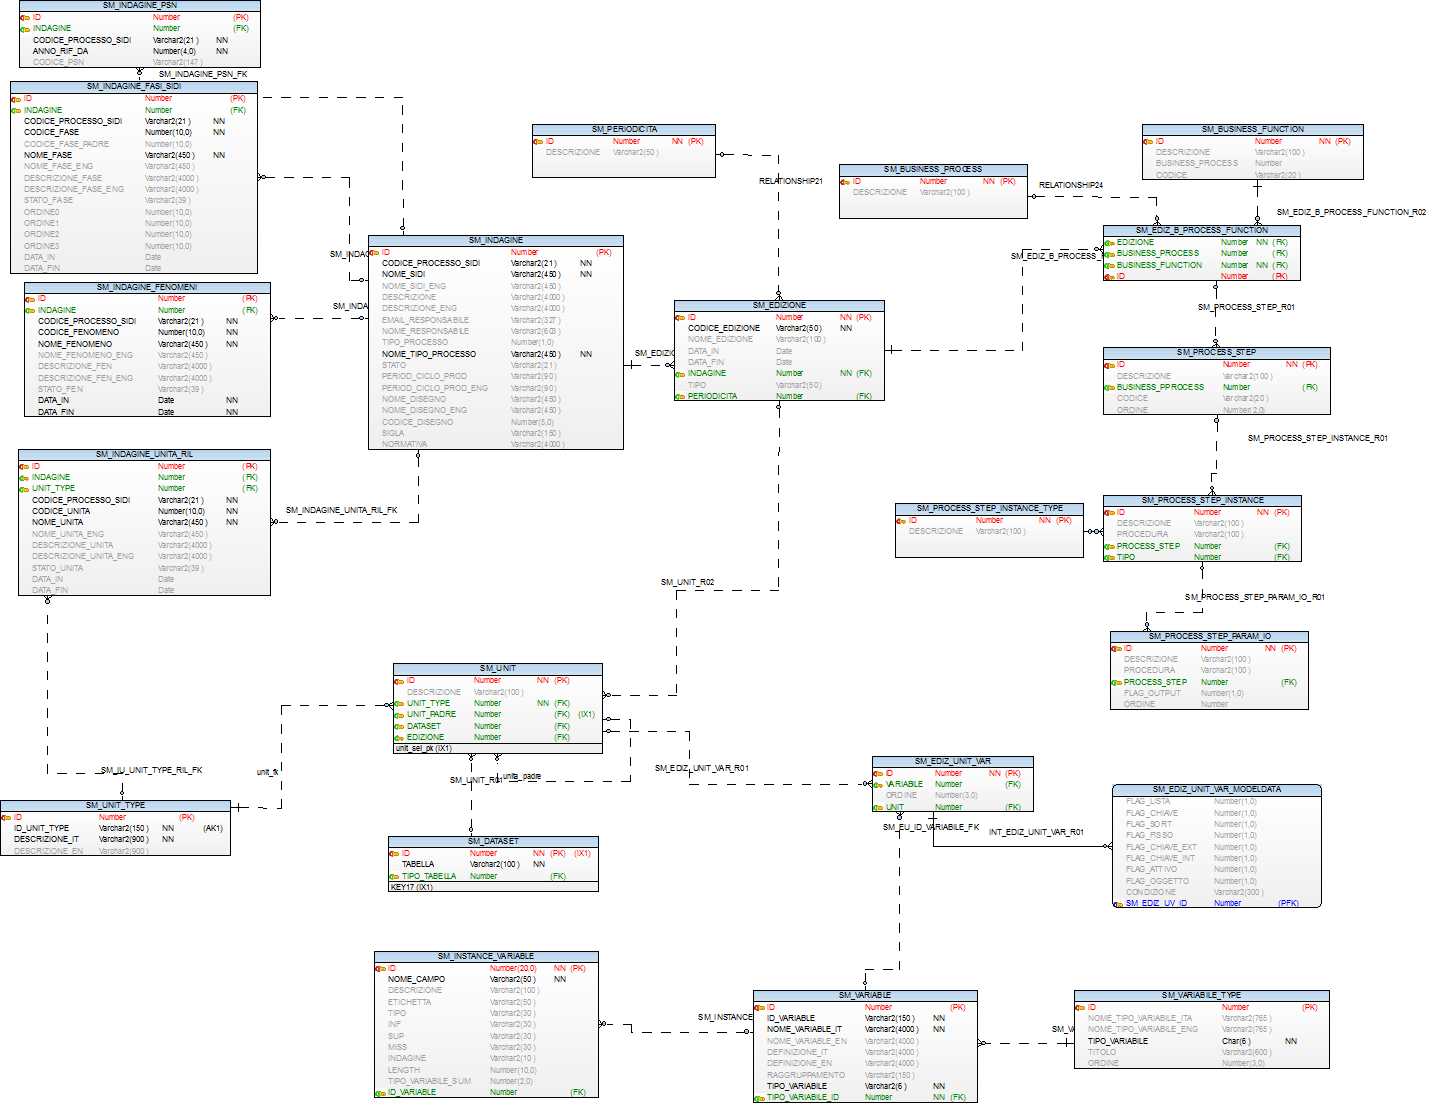 SM_INDAGINE_PSN
ID Number (PK)
INDAGINE Number (FK)
CODICE_PROCESSO_SIDI Varchar2(21 ) NN
ANNO_RIF_DA Number(4,0) NN
CODICE_PSN Varchar2(147 )
SM_INDAGINE_PSN_FK
SM_INDAGINE_FASI_SIDI
ID Number (PK)
INDAGINE Number (FK)
CODICE_PROCESSO_SIDI Varchar2(21 ) NN
CODICE_FASE Number(10,0) NN
CODICE_FASE_PADRE Number(10,0)
NOME_FASE Varchar2(450 ) NN
NOME_FASE_ENG Varchar2(450 )
DESCRIZIONE_FASE Varchar2(4000 )
DESCRIZIONE_FASE_ENG Varchar2(4000 )
STATO_FASE Varchar2(39 )
ORDINE0 Number(10,0)
ORDINE1 Number(10,0)
ORDINE2 Number(10,0)
ORDINE3 Number(10,0)
DATA_IN Date
DATA_FIN Date
SM_INDAGINE_FENOMENI
ID Number (PK)
INDAGINE Number (FK)
CODICE_PROCESSO_SIDI Varchar2(21 ) NN
CODICE_FENOMENO Number(10,0) NN
NOME_FENOMENO Varchar2(450 ) NN
NOME_FENOMENO_ENG Varchar2(450 )
DESCRIZIONE_FEN Varchar2(4000 )
DESCRIZIONE_FEN_ENG Varchar2(4000 )
STATO_FEN Varchar2(39 )
DATA_IN Date NN
DATA_FIN Date NN
SM_INDAGINE_UNITA_RIL
ID Number (PK)
INDAGINE Number (FK)
UNIT_TYPE Number (FK)
CODICE_PROCESSO_SIDI Varchar2(21 ) NN
CODICE_UNITA Number(10,0) NN
NOME_UNITA Varchar2(450 ) NN
NOME_UNITA_ENG Varchar2(450 )
DESCRIZIONE_UNITA Varchar2(4000 )
DESCRIZIONE_UNITA_ENG Varchar2(4000 )
STATO_UNITA Varchar2(39 )
DATA_IN Date
DATA_FIN Date
SM_INDAGINE_UNITA_RIL_FK
SM_INDA
SM_INDA
SM_INDAGINE
ID Number (PK)
CODICE_PROCESSO_SIDI Varchar2(21 ) NN
NOME_SIDI Varchar2(450 ) NN
NOME_SIDI_ENG Varchar2(450 )
DESCRIZIONE Varchar2(4000 )
DESCRIZIONE_ENG Varchar2(4000 )
EMAIL_RESPONSABILE Varchar2(327 )
NOME_RESPONSABILE Varchar2(603 )
TIPO_PROCESSO Number(1,0)
NOME_TIPO_PROCESSO Varchar2(450 ) NN
STATO Varchar2(21 )
PERIOD_CICLO_PROD Varchar2(90 )
PERIOD_CICLO_PROD_ENG Varchar2(90 )
NOME_DISEGNO Varchar2(450 )
NOME_DISEGNO_ENG Varchar2(450 )
CODICE_DISEGNO Number(5,0)
SIGLA Varchar2(150 )
NORMATIVA Varchar2(4000 )
SM_PERIODICITA
ID Number NN (PK)
DESCRIZIONE Varchar2(50 )
RELATIONSHIP21
SM_EDIZI
SM_EDIZIONE
ID Number NN (PK)
CODICE_EDIZIONE Varchar2(50 ) NN
NOME_EDIZIONE Varchar2(100 )
DATA_IN Date
DATA_FIN Date
INDAGINE Number NN (FK)
TIPO Varchar2(50 )
PERIODICITA Number (FK)
SM_BUSINESS_PROCESS
ID Number NN (PK)
DESCRIZIONE Varchar2(100 )
RELATIONSHIP24
SM_BUSINESS_FUNCTION
ID Number NN (PK)
DESCRIZIONE Varchar2(100 )
BUSINESS_PROCESS Number
CODICE Varchar2(20 )
SM_EDIZ_B_PROCESS_FUNCTION_R02
SM_EDIZ_B_PROCESS_
SM_EDIZ_B_PROCESS_FUNCTION
EDIZIONE Number NN (FK)
BUSINESS_PROCESS Number (FK)
BUSINESS_FUNCTION Number NN (FK)
ID Number (PK)
SM_PROCESS_STEP_R01
SM_PROCESS_STEP
ID Number NN (PK)
DESCRIZIONE Varchar2(100 )
BUSINESS_PPROCESS Number (FK)
CODICE Varchar2(20 )
ORDINE Number(2,0)
SM_PROCESS_STEP_INSTANCE_R01
SM_PROCESS_STEP_INSTANCE_TYPE
ID Number NN (PK)
DESCRIZIONE Varchar2(100 )
SM_PROCESS_STEP_INSTANCE
ID Number NN (PK)
DESCRIZIONE Varchar2(100 )
PROCEDURA Varchar2(100 )
PROCESS_STEP Number (FK)
TIPO Number (FK)
SM_PROCESS_STEP_PARAM_IO_R01
SM_PROCESS_STEP_PARAM_IO
ID Number NN (PK)
DESCRIZIONE Varchar2(100 )
PROCEDURA Varchar2(100 )
PROCESS_STEP Number (FK)
FLAG_OUTPUT Number(1,0)
ORDINE Number
SM_UNIT_R02
SM_UNIT
ID Number NN (PK)
DESCRIZIONE Varchar2(100 )
UNIT_TYPE Number NN (FK)
UNIT_PADRE Number (FK) (IX1)
DATASET Number (FK)
EDIZIONE Number (FK)
unit_sel_pk (IX1)
SM_UNIT_R01
unita_padre
unit_fk
SM_IU_UNIT_TYPE_RIL_FK
SM_UNIT_TYPE
ID Number (PK)
ID_UNIT_TYPE Varchar2(150 ) NN (AK1)
DESCRIZIONE_IT Varchar2(900 ) NN
DESCRIZIONE_EN Varchar2(900 )
SM_DATASET
ID Number NN (PK) (IX1)
TABELLA Varchar2(100 ) NN
TIPO_TABELLA Number (FK)
KEY17 (IX1)
SM_EDIZ_UNIT_VAR_R01
SM_EDIZ_UNIT_VAR
ID Number NN (PK)
VARIABLE Number (FK)
ORDINE Number(3,0)
UNIT Number (FK)
SM_EU_ID_VARIABILE_FK
INT_EDIZ_UNIT_VAR_R01
SM_EDIZ_UNIT_VAR_MODELDATA
FLAG_LISTA Number(1,0)
FLAG_CHIAVE Number(1,0)
FLAG_SORT Number(1,0)
FLAG_FISSO Number(1,0)
FLAG_CHIAVE_EXT Number(1,0)
FLAG_CHIAVE_INT Number(1,0)
FLAG_ATTIVO Number(1,0)
FLAG_OGGETTO Number(1,0)
CONDIZIONE Varchar2(300 )
SM_EDIZ_UV_ID Number (PFK)
SM_INSTANCE_VARIABLE
ID Number(20,0) NN (PK)
NOME_CAMPO Varchar2(50 ) NN
DESCRIZIONE Varchar2(100 )
ETICHETTA Varchar2(50 )
TIPO Varchar2(30 )
INF Varchar2(30 )
SUP Varchar2(30 )
MISS Varchar2(30 )
INDAGINE Varchar2(10 )
LENGTH Number(10,0)
TIPO_VARIABILE_SUM Number(2,0)
ID_VARIABLE Number (FK)
SM_INSTANCE
SM_VARIABLE
ID Number (PK)
ID_VARIABLE Varchar2(150 ) NN
NOME_VARIABLE_IT Varchar2(4000 ) NN
NOME_VARIABLE_EN Varchar2(4000 )
DEFINIZIONE_IT Varchar2(4000 )
DEFINIZIONE_EN Varchar2(4000 )
RAGGRUPPAMENTO Varchar2(150 )
TIPO_VARIABLE Varchar2(6 ) NN
TIPO_VARIABLE_ID Number NN (FK)
SM_VA
SM_VARIABILE_TYPE
ID Number (PK)
NOME_TIPO_VARIABILE_ITA Varchar2(765 )
NOME_TIPO_VARIABILE_ENG Varchar2(765 )
TIPO_VARIABLE Char(6 ) NN
TITOLO Varchar2(600 )
ORDINE Number(3,0)